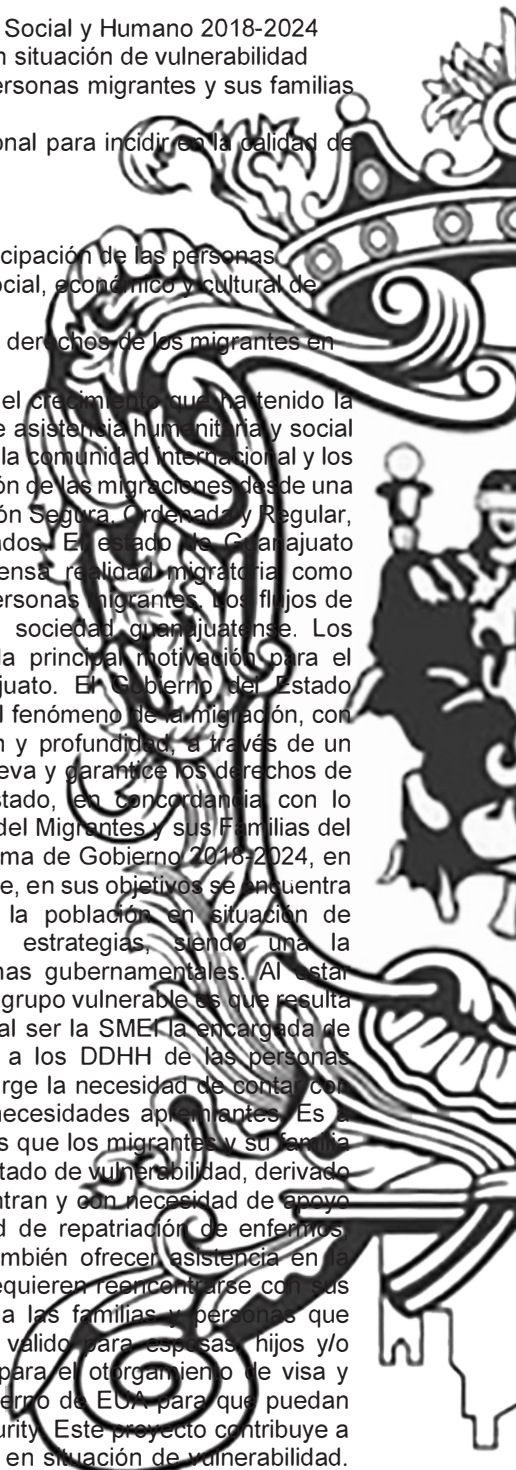 Social y Humano 2018-2024
n situación de vulnerabilidad
ersonas migrantes y sus familias
onal para incidir en la calidad de
cipación de las personas
ocial, económico y cultural de
derechos de los migrantes en
el crecimiento que ha tenido la
e asistencia humanitaria y social
la comunidad internacional y los
ón de las migraciones desde una
ón Segura, Ordenada y Regular,
ados. El estado de Guanajuato
ensa realidad migratoria como
ersonas migrantes. Los flujos de
sociedad guanajuatense. Los
la principal motivación para el
juato. El Gobierno del Estado
l fenómeno de la migración, con
n y profundidad, a través de un
eva y garantice los derechos de
stado, en concordancia con lo
del Migrantes y sus Familias del
ma de Gobierno 2018-2024, en
e, en sus objetivos se encuentra
la población en situación de
estrategias, siendo una la
mas gubernamentales. Al estar
grupo vulnerable es que resulta
al ser la SMEI la encargada de
a los DDHH de las personas
rge la necesidad de contar con
necesidades apremiantes. Es a
s que los migrantes y su familia
tado de vulnerabilidad, derivado
ntran y con necesidad de apoyo
d de repatriación de enfermos,
mbién ofrecer asistencia en la
equieren reencontrarse con sus
a las familias y personas que
valido para esposas, hijos y/o
para el otorgamiento de visa y
erno de EUA para que puedan
urity. Este proyecto contribuye a
en situación de vulnerabilidad.